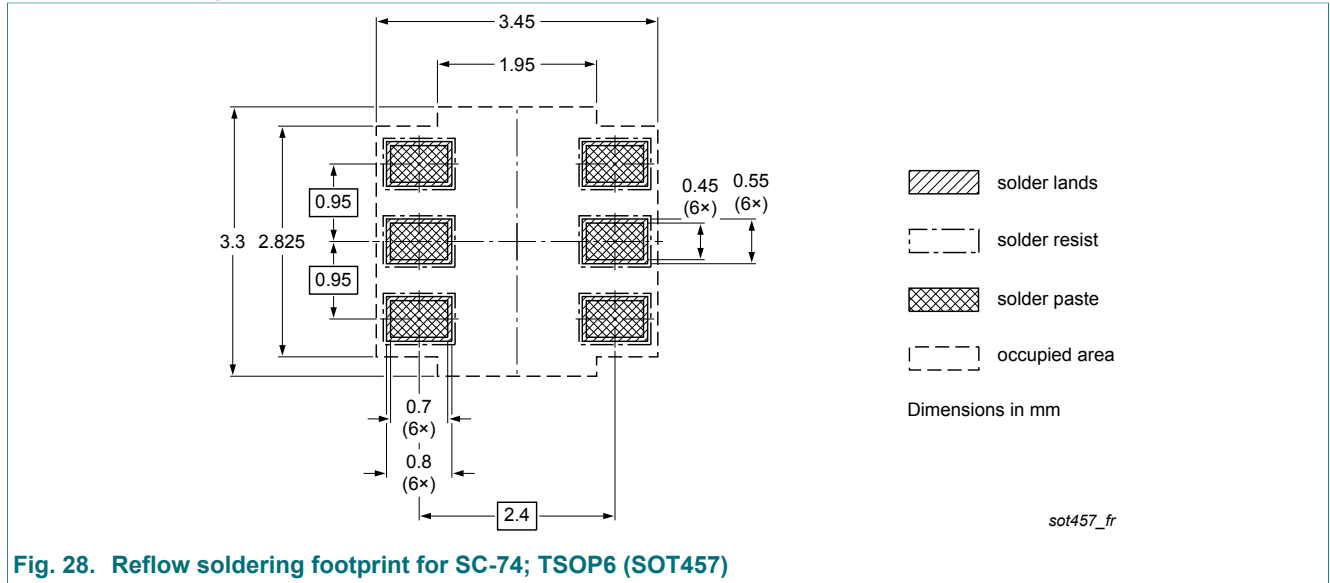 3.45
1.95
0.95
3.3 2.825
0.95
0.45 0.55
(6×) (6×)
0.7
(6×)
0.8
(6×)
2.4
solder lands
solder resist
solder paste
occupied area
Dimensions in mm
sot457_fr
Fig. 28. Reflow soldering footprint for SC-74; TSOP6 (SOT457)